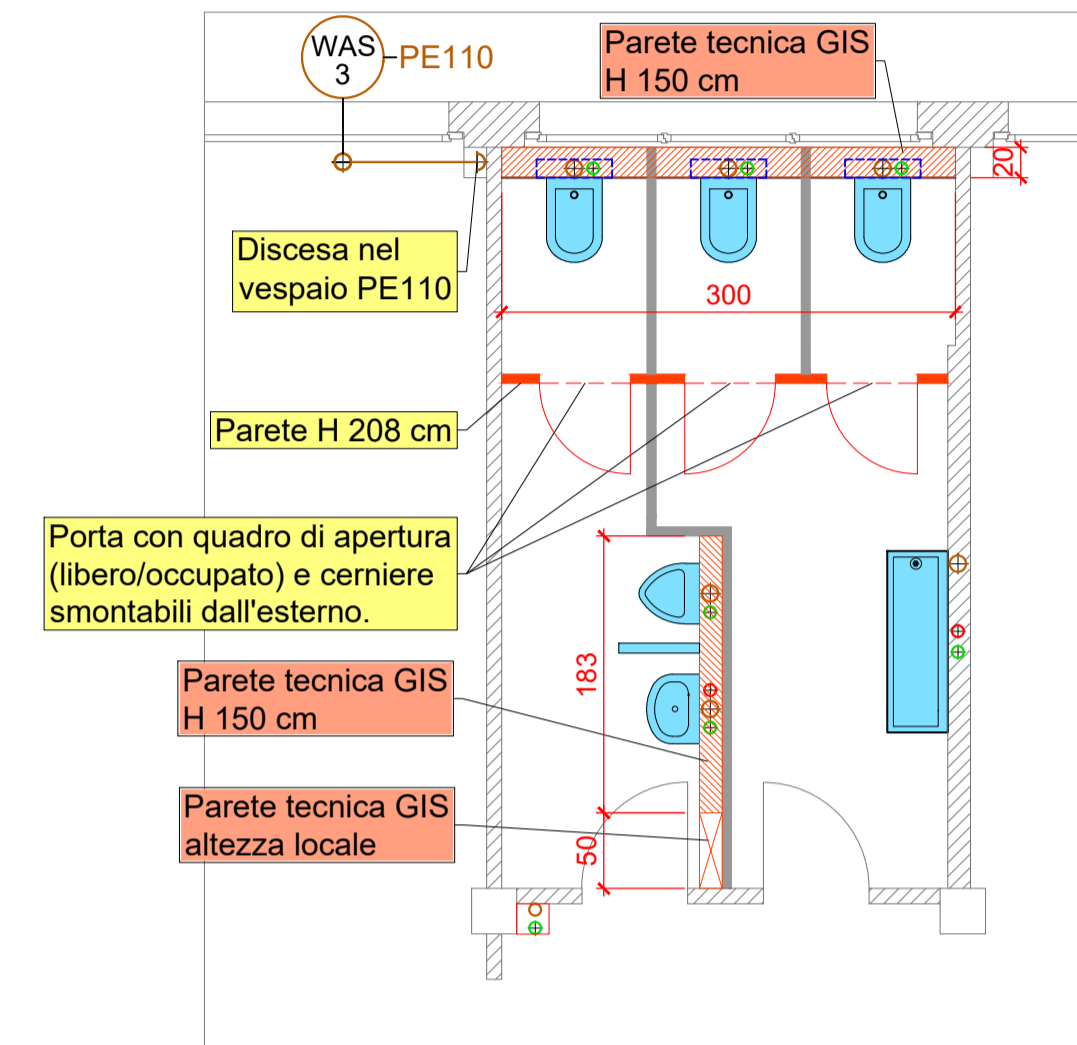 WAS
3
PE110
Parete tecnica GIS
H 150 cm
20
Discesa nel
vespaio PE110
300
Parete H 208 cm
Porta con quadro di apertura
(libero/occupato) e cerniere
smontabili dall'esterno.
183
Parete tecnica GIS
H 150 cm
Parete tecnica GIS
altezza locale
50